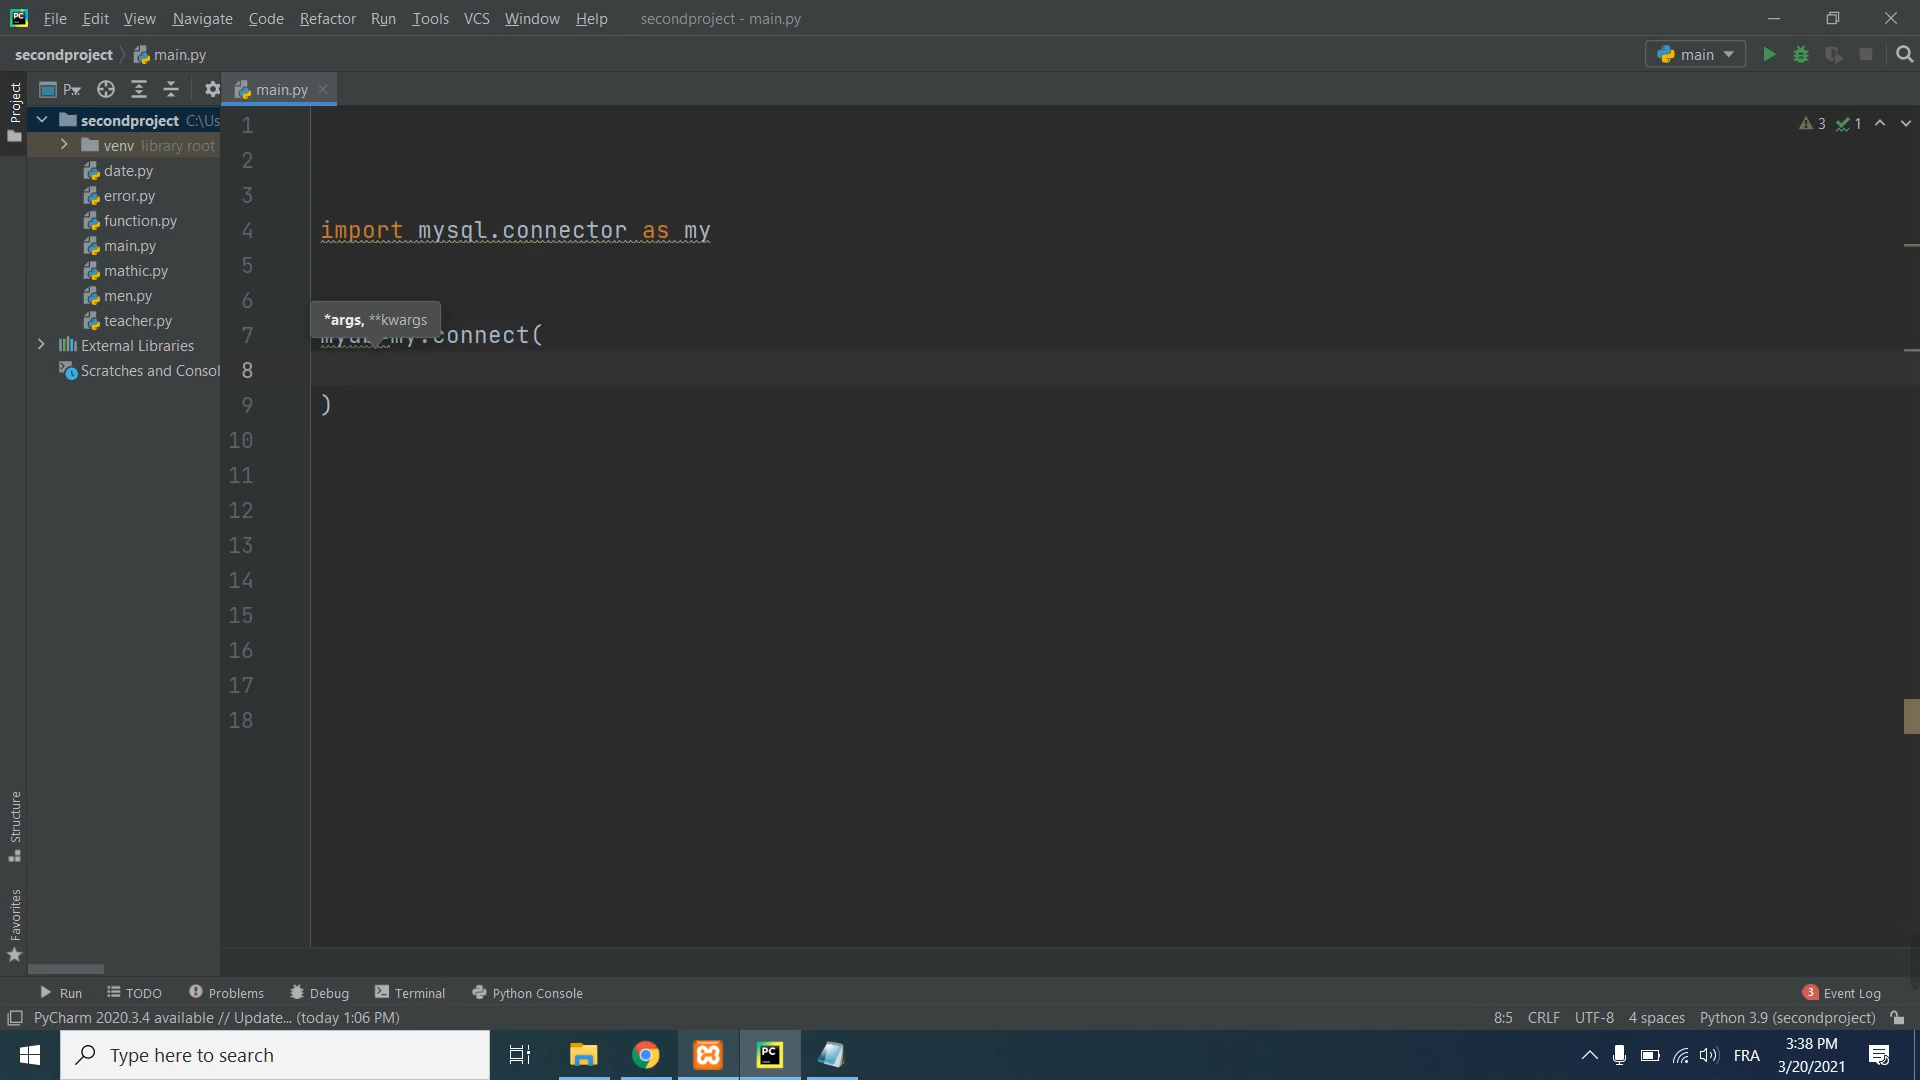 File Edit View Navigate Code Refactor Run Tools VCS Window Help secondproject - main.py
secondproject main.py main
Project P... main.py
secondproject C:\Us
venv library root
date.py
error.py
function.py
main.py
mathic.py
men.py
teacher.py
External Libraries
Scratches and Consol
3 1
1
2
3
4 import mysql.connector as my
5
6
*args, **kwargs
7 my.connect(
8
9 )
10
11
12
13
14
15
16
17
18
Structure
Favorites
Run TODO Problems Debug Terminal Python Console 3 Event Log
PyCharm 2020.3.4 available // Update... (today 1:06 PM) 8:5 CRLF UTF-8 4 spaces Python 3.9 (secondproject)
Type here to search FRA 3:38 PM
3/20/2021